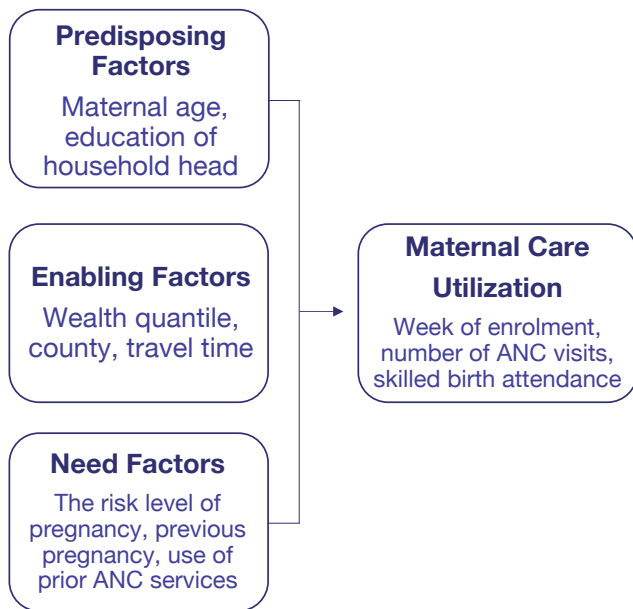 Predisposing
Factors
Maternal age,
education of
household head
Enabling Factors
Wealth quantile,
county, travel time
Need Factors
The risk level of
pregnancy, previous
pregnancy, use of
prior ANC services
Maternal Care
Utilization
Week of enrolment,
number of ANC visits,
skilled birth attendance